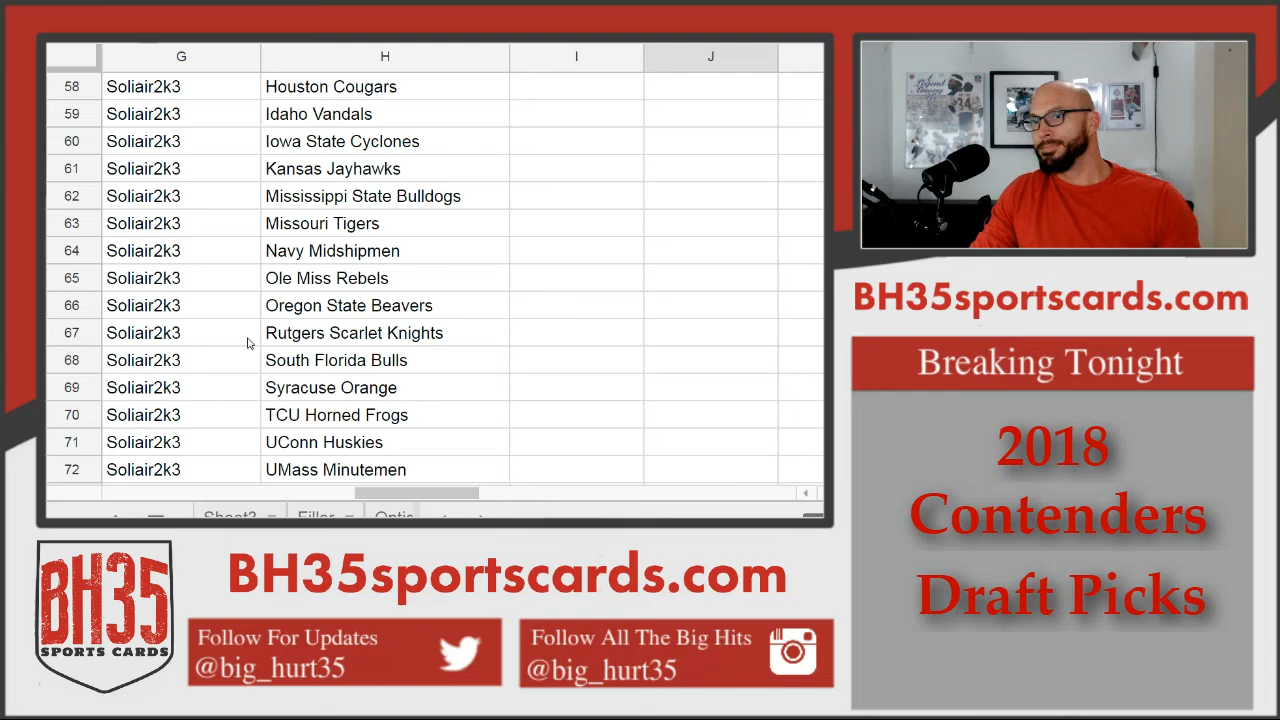 G H I J
58 Soliair2k3 Houston Cougars
59 Soliair2k3 Idaho Vandals
60 Soliair2k3 Iowa State Cyclones
61 Soliair2k3 Kansas Jayhawks
62 Soliair2k3 Mississippi State Bulldogs
63 Soliair2k3 Missouri Tigers
64 Soliair2k3 Navy Midshipmen
65 Soliair2k3 Ole Miss Rebels
66 Soliair2k3 Oregon State Beavers
67 Soliair2k3 Rutgers Scarlet Knights
68 Soliair2k3 South Florida Bulls
69 Soliair2k3 Syracuse Orange
70 Soliair2k3 TCU Horned Frogs
71 Soliair2k3 UConn Huskies
72 Soliair2k3 UMass Minutemen
34
BH35sportscards.com
Breaking Tonight
2018
Contenders
Draft Picks
BH35
SPORTS CARDS
BH35sportscards.com
Follow For Updates
@big_hurt35
Follow All The Big Hits
@big_hurt35